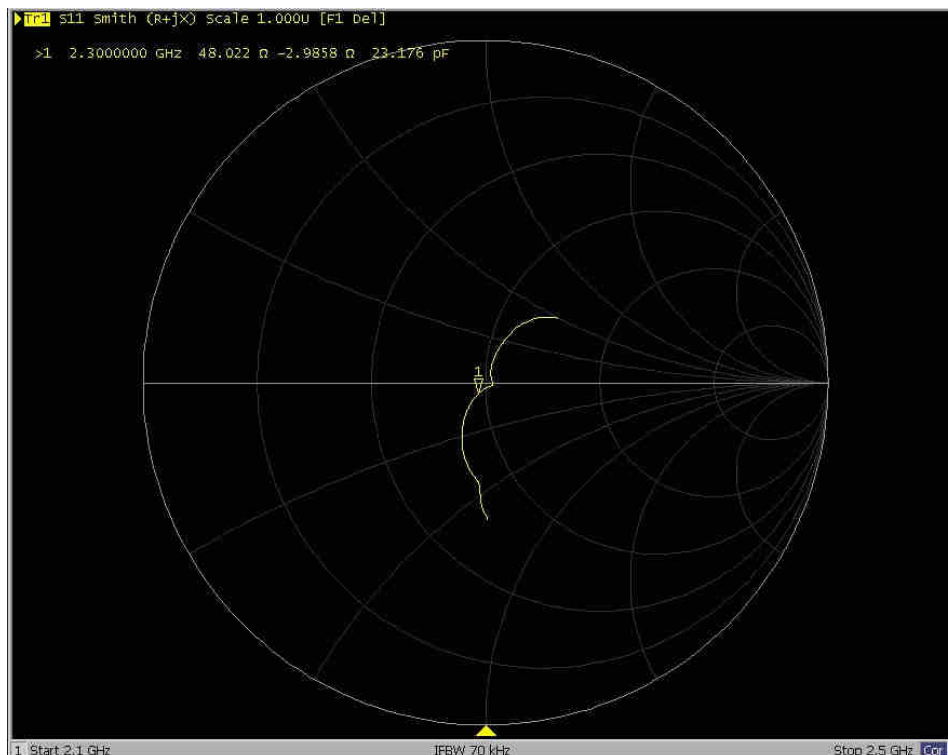 Tr1 S11 Smith (R+jX) Scale 1.000U [F1 Del]
>1 2.3000000 GHz 48.022 Ω -2.9858 Ω 23.176 pF
1
1 Start 2.1 GHz IFBW 70 kHz Stop 2.5 GHz Cor